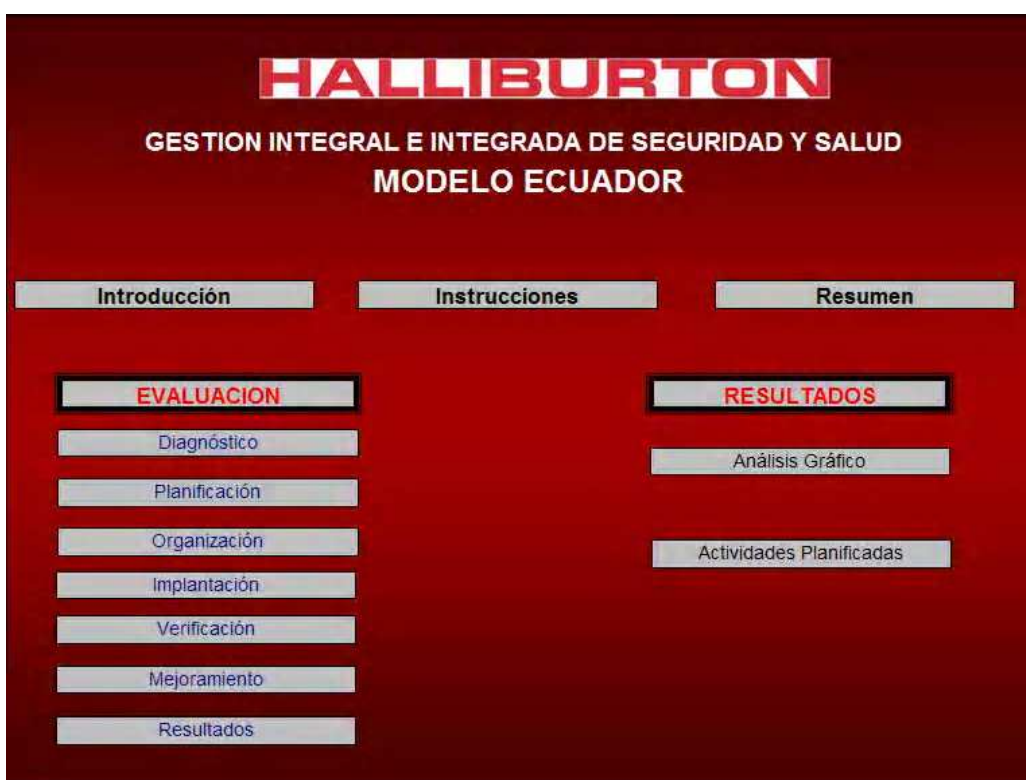 HALLIBURTON
GESTION INTEGRAL E INTEGRADA DE SEGURIDAD Y SALUD
MODELO ECUADOR
Introducción
Instrucciones
Resumen
EVALUACION
Diagnóstico
Planificación
Organización
Implantación
Verificación
Mejoramiento
Resultados
RESULTADOS
Análisis Gráfico
Actividades Planificadas